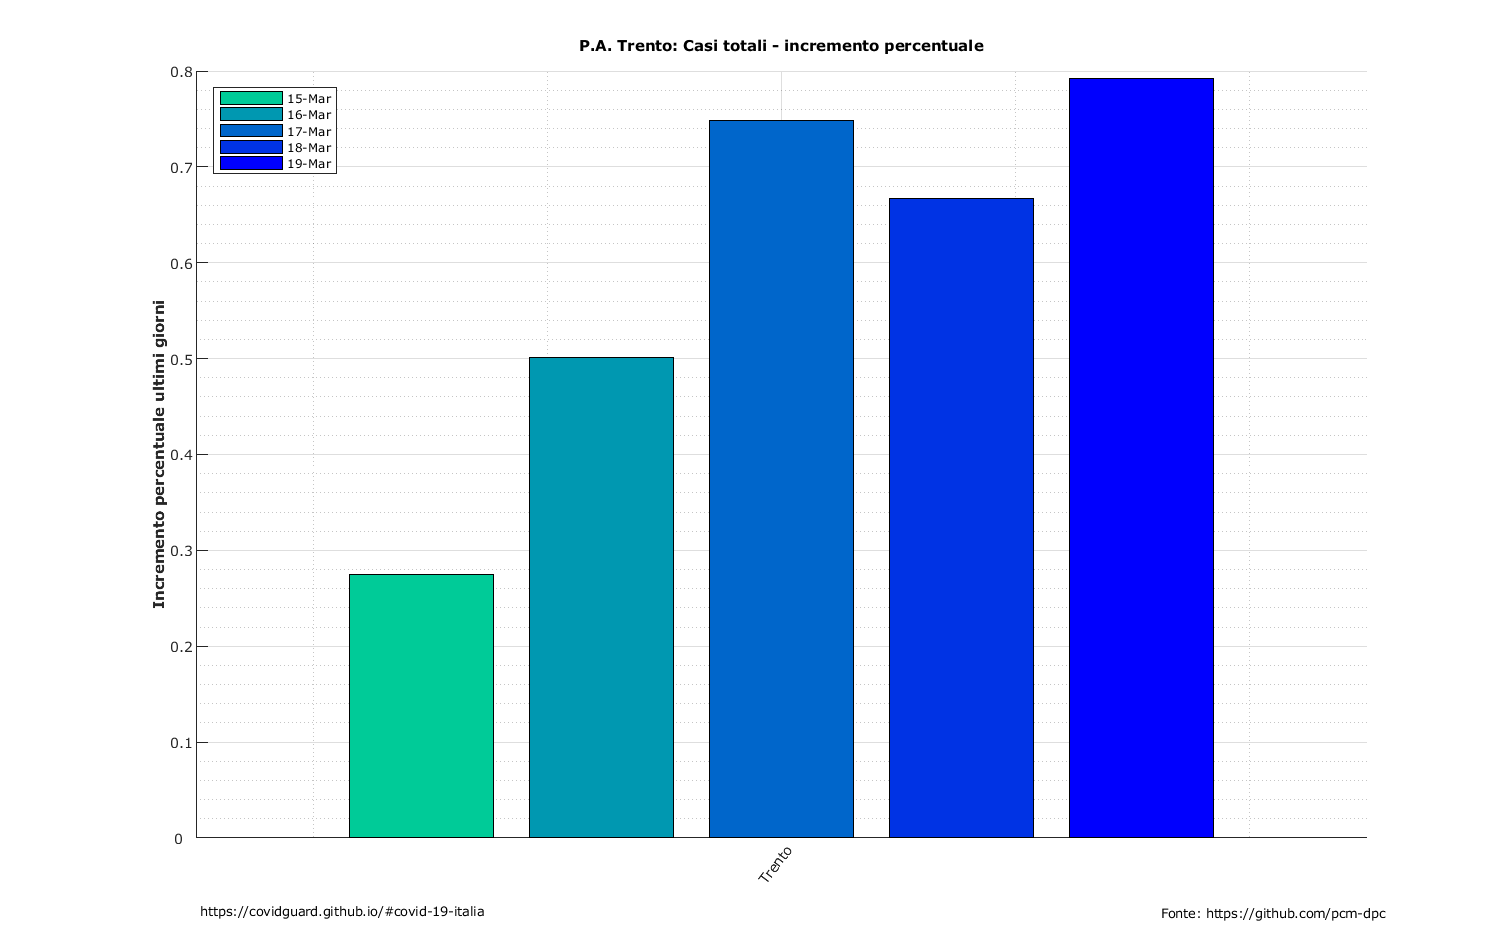 P.A. Trento: Casi totali - incremento percentuale
15-Mar
16-Mar
17-Mar
18-Mar
19-Mar
Incremento percentuale ultimi giorni
0.8
0.7
0.6
0.5
0.4
0.3
0.2
0.1
0
Trento
https://covidguard.github.io/#covid-19-italia
Fonte: https://github.com/pcm-dpc